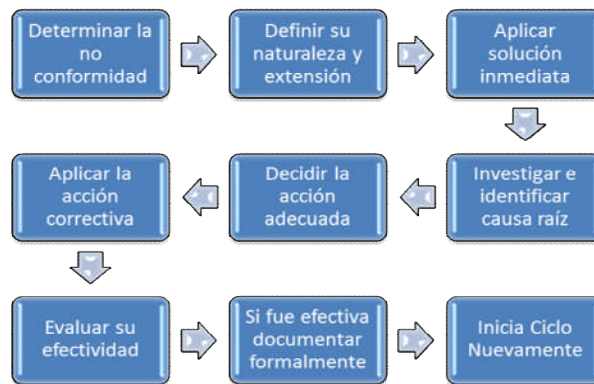 Determinar la
no
conformidad
Definir su
naturaleza y
extensión
Aplicar
solución
inmediata
Investigar e
identificar
causa raíz
Decidir la
acción
adecuada
Aplicar la
acción
correctiva
Evaluar su
efectividad
Si fue efectiva
documentar
formalmente
Inicia Ciclo
Nuevamente